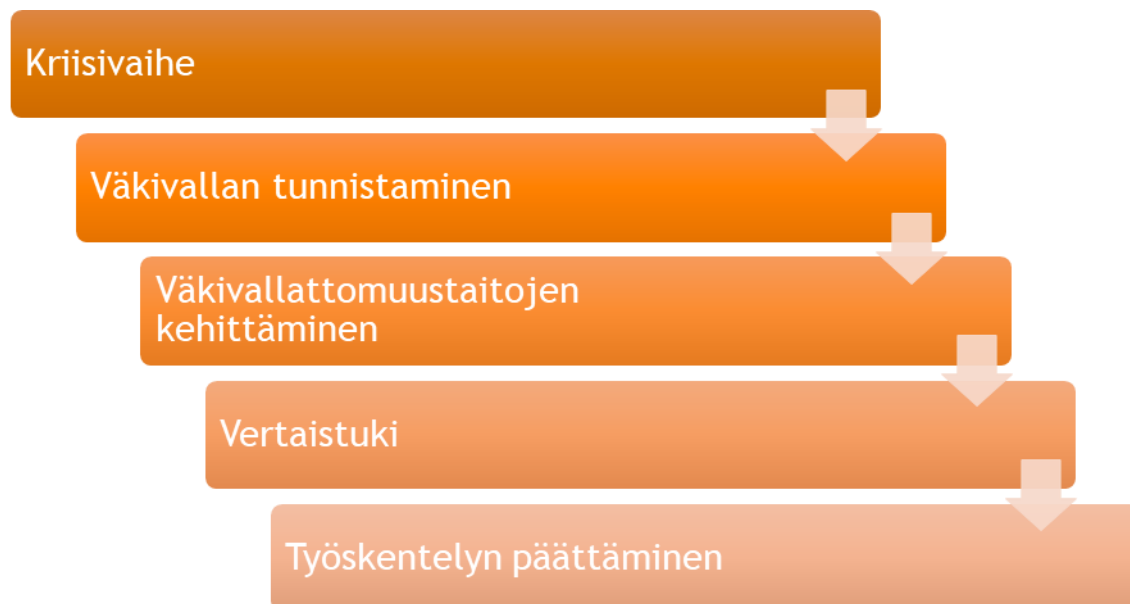 Kriisivaihe
Väkivallan tunnistaminen
Väkivallattomuustaitojen
kehittäminen
Vertaistuki
Työskentelyn päättäminen